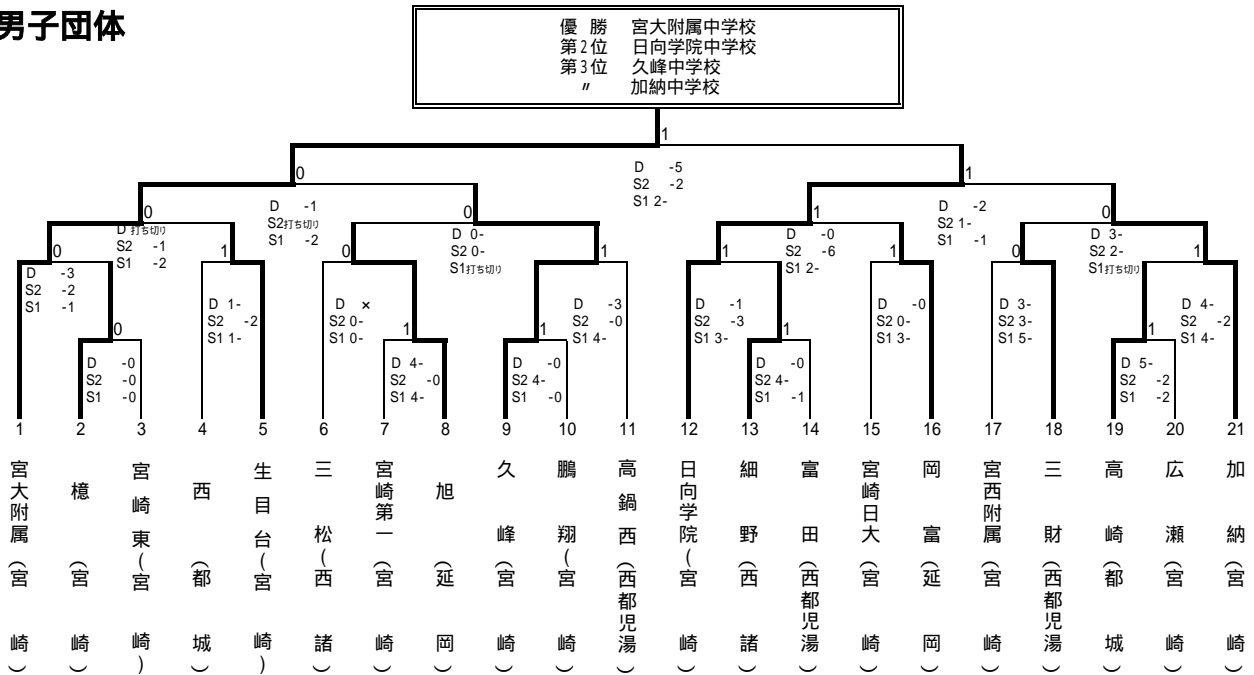 男子団体
優 勝 宮大附属中学校
第2位 日向学院中学校
第3位 久峰中学校
〃 加納中学校
1
D -5
S2 -2
S1 2-
0
1
D -1
S2打ち切り
S1 -2
D -2
S2 1-
S1 -1
0
0
1
0
D 打ち切り
S2 -1
S1 -2
D 0-
S2 0-
S1打ち切り
D -0
S2 -6
S1 2-
D 3-
S2 2-
S1打ち切り
0
1
0
1
1
1
0
1
D -3
S2 -2
S1 -1
D 1-
S2 -2
S1 1-
D ×
S2 0-
S1 0-
D -3
S2 -0
S1 4-
D -1
S2 -3
S1 3-
D -0
S2 0-
S1 3-
D 3-
S2 3-
S1 5-
D 4-
S2 -2
S1 4-
0
1
1
1
1
D -0
S2 -0
S1 -0
D 4-
S2 -0
S1 4-
D -0
S2 4-
S1 -0
D -0
S2 4-
S1 -1
D 5-
S2 -2
S1 -2
1 2 3 4 5 6 7 8 9 10 11 12 13 14 15 16 17 18 19 20 21
宮大附属(宮崎)
檍(宮崎)
宮崎東(宮崎)
西(都城)
生目台(宮崎)
三松(西諸)
宮崎第一(宮崎)
旭(延岡)
久峰(宮崎)
鵬翔(宮崎)
高鍋西(西都児湯)
日向学院(宮崎)
細野(西諸)
富田(西都児湯)
宮崎日大(宮崎)
岡富(延岡)
宮西附属(宮崎)
三財(西都児湯)
高崎(都城)
広瀬(宮崎)
加納(宮崎)